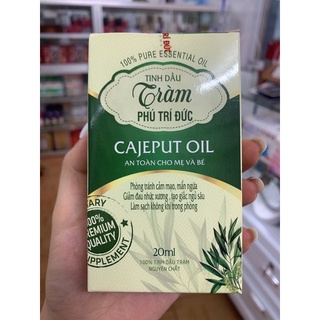 100% PURE ESSENTIAL OIL
TINH DẦU
Tràm
PHÚ TRÍ ĐỨC
CAJEPUT OIL
AN TOÀN CHO MẸ VÀ BÉ
Phòng tránh cảm mạo, mẩn ngứa
Giảm đau nhức xương , tạo giấc ngủ sâu
Làm sạch không khí trong phòng
100%
PREMIUM
QUALITY
SUPPLEMENT
20ml
100% TINH DẦU TRÀM
NGUYÊN CHẤT